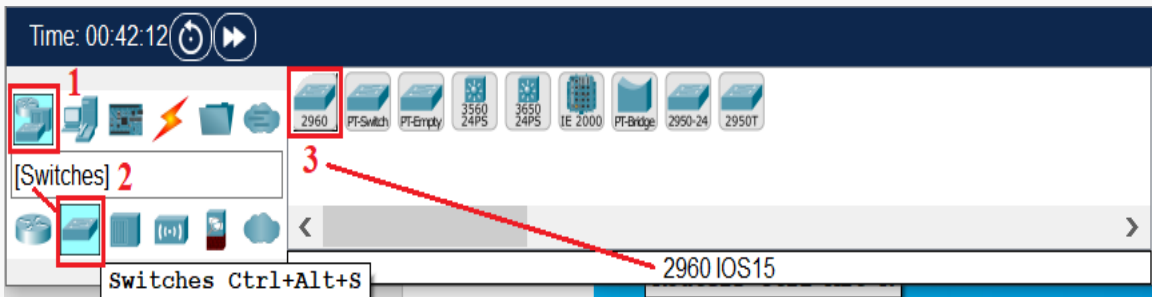 Time: 00:42:12
1
2960 PT-Switch PT-Empty 3560 24PS 3650 24PS IE 2000 PT-Bridge 2950-24 2950T
[Switches] 2
3
2960 IOS15
Switches Ctrl+Alt+S